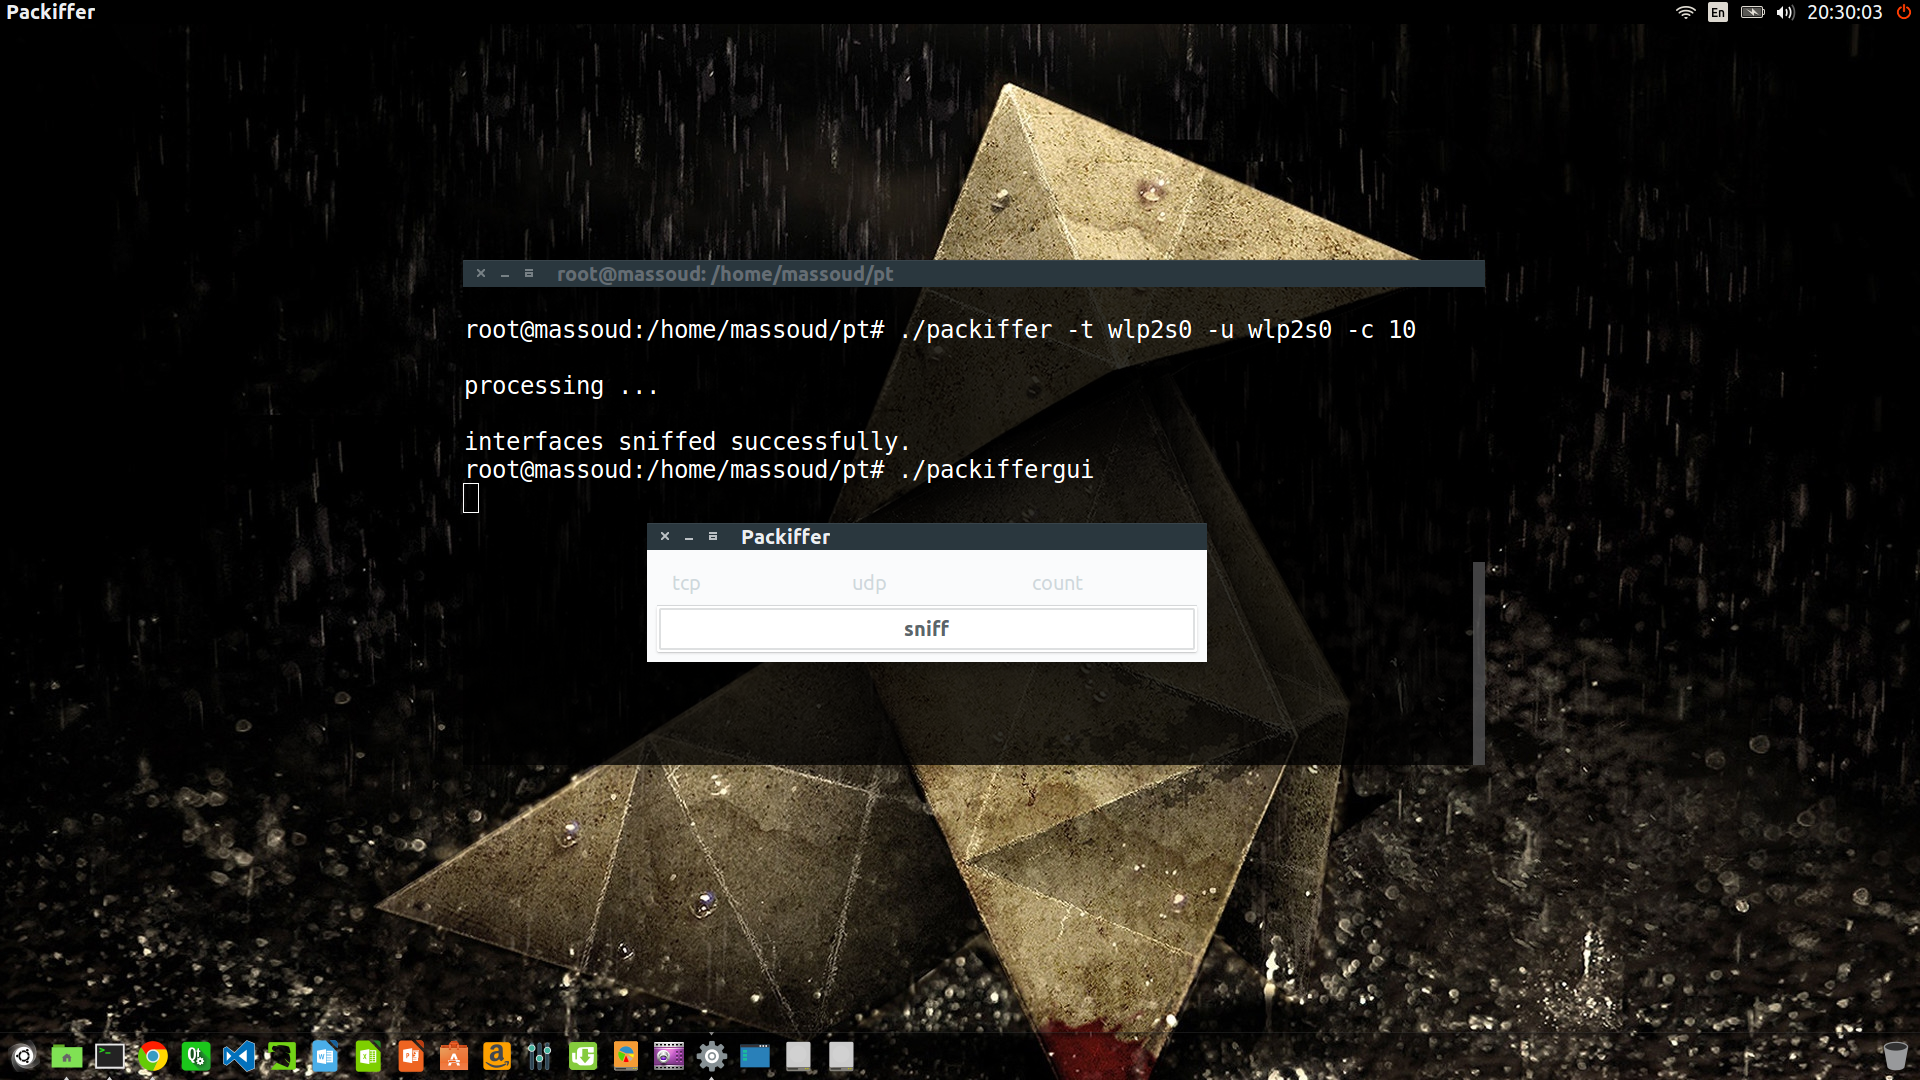 Packiffer
En
20:30:03
root@massoud: /home/massoud/pt
root@massoud:/home/massoud/pt# ./packiffer -t wlp2s0 -u wlp2s0 -c 10
processing ...
interfaces sniffed successfully.
root@massoud:/home/massoud/pt# ./packiffergui
Packiffer
tcp udp count
sniff